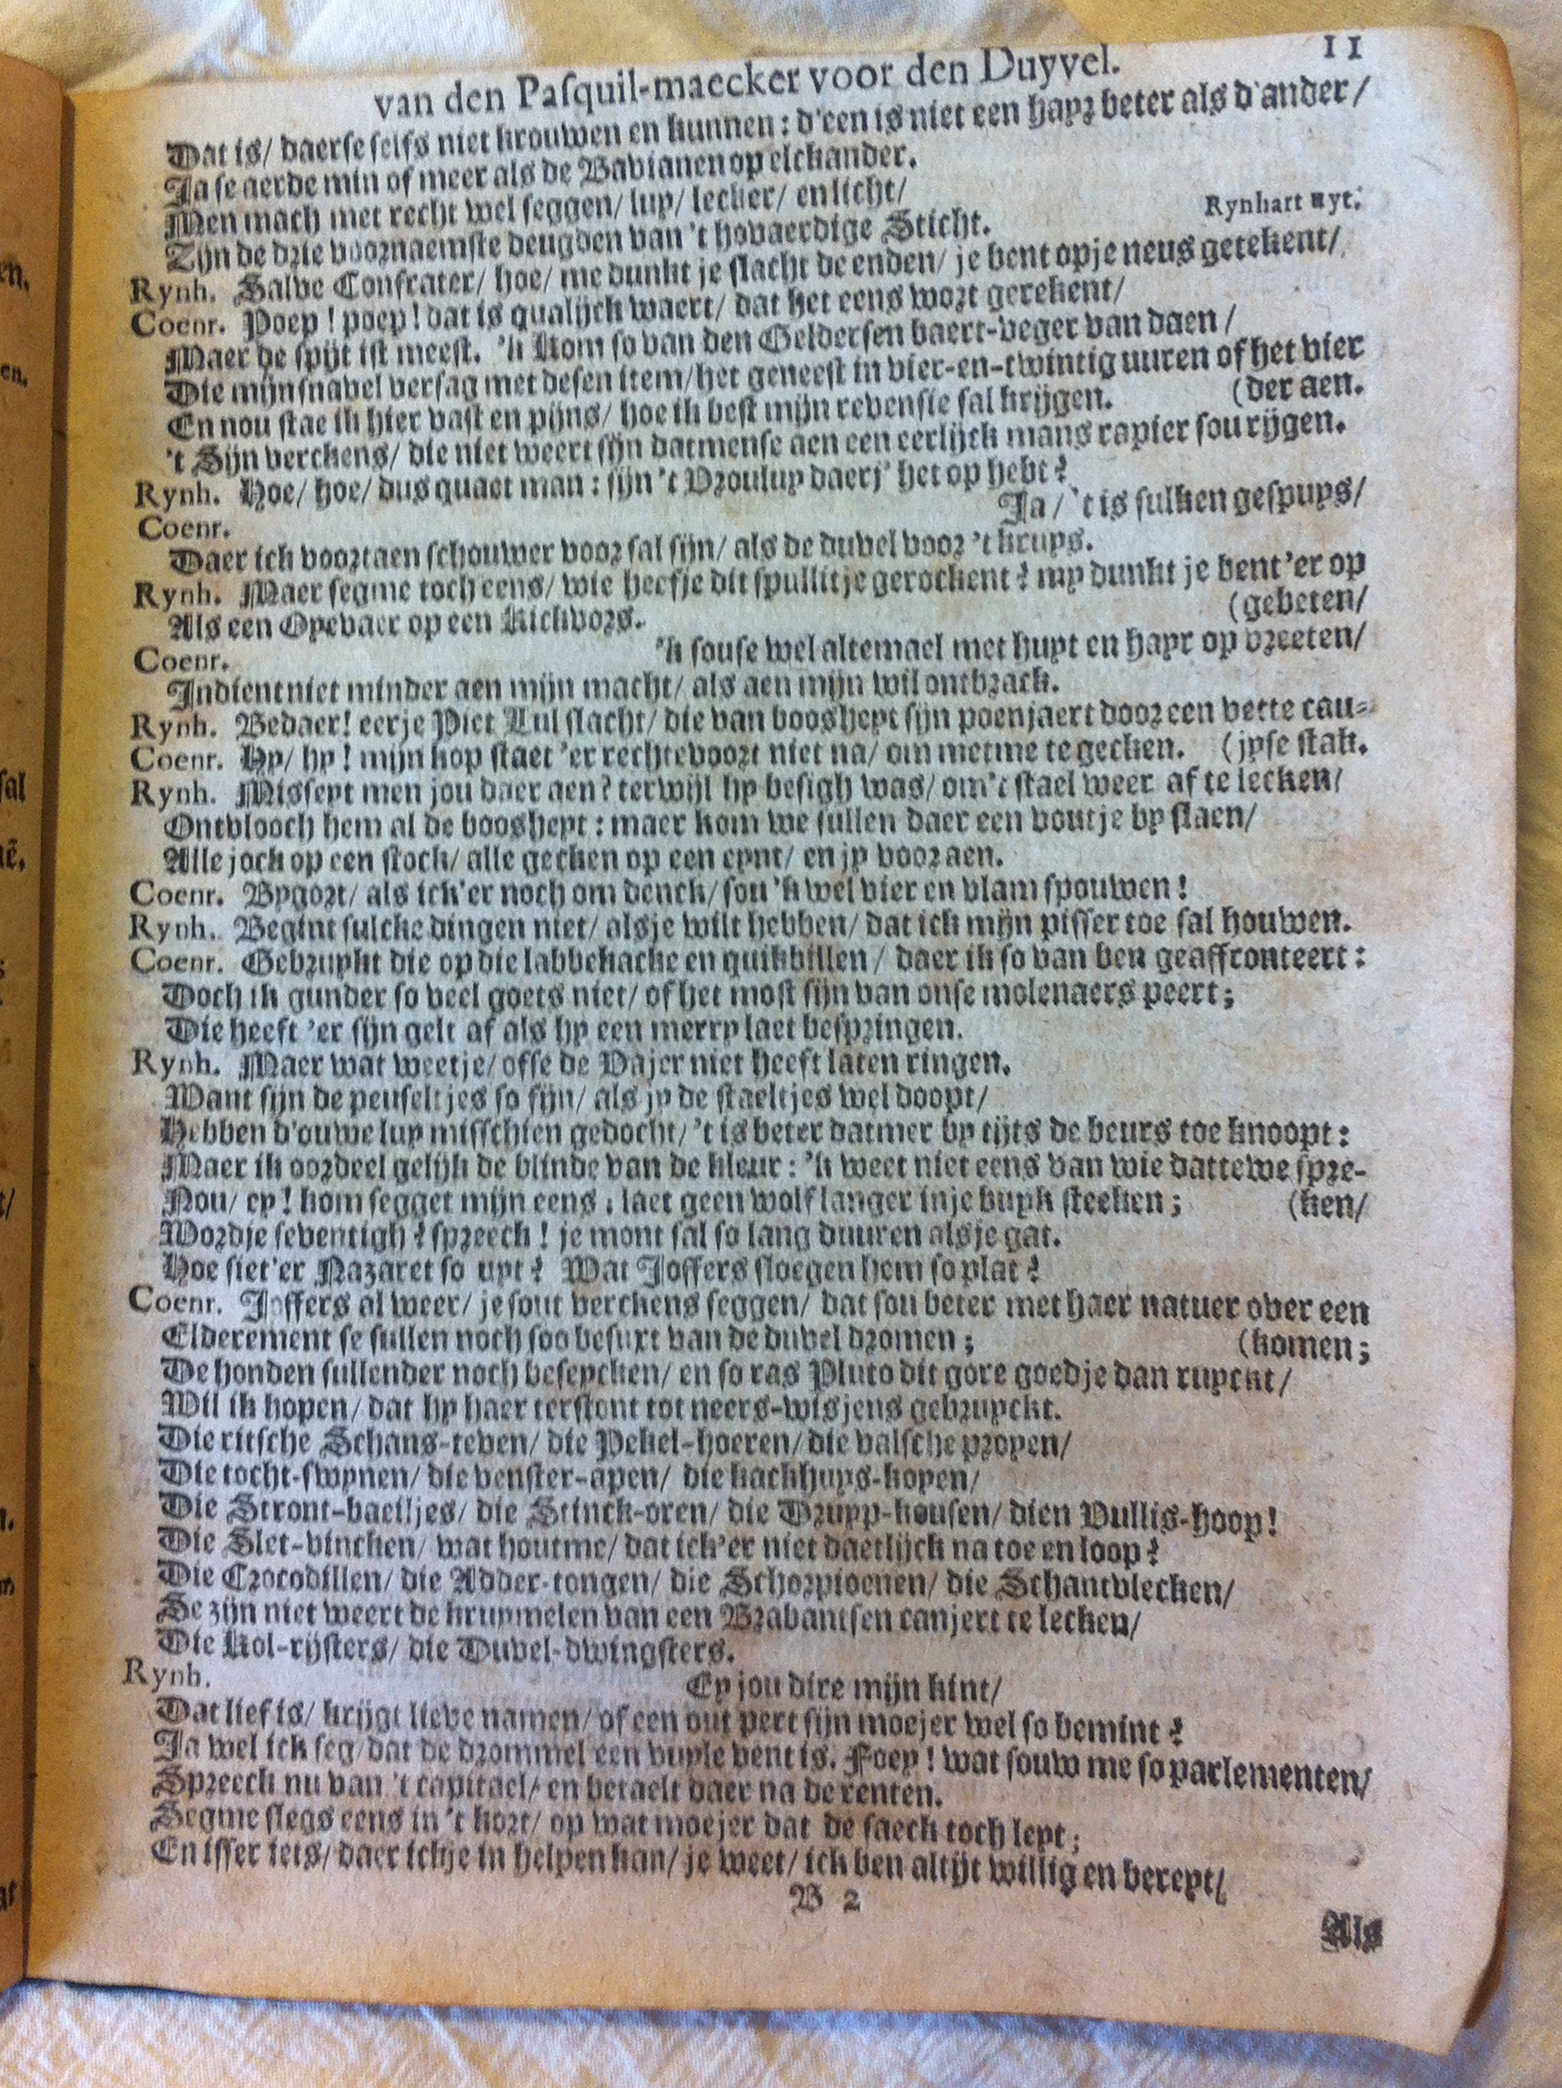 van den Pasquil-maecker voor den Duyvel. 11
Dat is/ daerse selfs niet krouwen en kunnen: d'een is niet een hayr beter als d'ander/
Ja se aerde min of meer als de Bavianen op elckander.
Men mach met recht wel seggen/ luy/ lecker/ en licht/
Zijn de drie voornaemste deugden van 't hovaerdige Sticht. Rynhart uyt.
Rynh. Salve Confrater/ hoe/ me dunkt je slacht de enden/ je bent op je neus getekent/
Coenr. Poep! poep! dat is qualijck waert/ dat het eens wort gerekent/
Maer de spijt ist meest. 'k Kom so van den Geldersen baert-veger van daen/
Die mijn snavel versag met desen item/ het geneest in vier-en-twintig uuren of het vier
En nou stae ik hier vast en pijns/ hoe ik best mijn revensie sal krijgen. (der aen.
't Sijn verckens/ die niet weert sijn datmense aen een eerlijck mans rapier sou rijgen.
Rynh. Hoe/ hoe/ dus quaet man: sijn 't Vrouluy daerj' het op hebt?
Coenr. Ja/ 't is sulken gespuys/
Daer ick voortaen schouwer voor sal sijn/ als de duvel voor 't kruys.
Rynh. Maer segme toch eens/ wie heefje dit spullitje gerockent? my dunkt je bent 'er op
Als een Oyevaer op een Kickvors. (gebeten/
Coenr. 'k souse wel altemael met huyt en hayr op vreeten/
Indient niet minder aen mijn macht/ als aen mijn wil ontbrack.
Rynh. Bedaer! eerje Piet Lul slacht/ die van boosheyt sijn poenjaert door een vette cau-
Coenr. Hy/ hy! mijn kop staet 'er rechtevoort niet na/ om metme te gecken. (jyse stak.
Rynh. Misseyt men jou daer aen? terwijl hy besigh was/ om 't stael weer af te lecken/
Ontvlooch hem al de boosheyt: maer kom we sullen daer een voutje by slaen/
Alle jock op een stock/ alle gecken op een eynt/ en jy voor aen.
Coenr. Bygort/ als ick'er noch om denck/ sou 'k wel vier en vlam spouwen!
Rynh. Begint sulcke dingen niet/ alsje wilt hebben/ dat ick mijn pisser toe sal houwen.
Coenr. Gebruykt die op die labbekacke en quikbillen/ daer ik so van ben geaffronteert:
Doch ik gunder so veel goets niet/ of het most sijn van onse molenaers peert;
Die heeft 'er sijn gelt af als hy een merry laet bespringen.
Rynh. Maer wat weetje/ offe de Vajer niet heeft laten ringen.
Want sijn de peuseltjes so fijn/ als jy de staeltjes wel doopt/
Hebben d'ouwe luy misschien gedocht/ 't is beter datmer by tijts de beurs toe knoopt:
Maer ik oordeel gelijk de blinde van de kleur: 'k weet niet eens van wie dattewe spre-
Nou/ ey! kom segget mijn eens: laet geen wolf langer in je buyk steeken; (ken/
Wordje seventigh? spreeck! je mont sal so lang duuren als je gat.
Hoe siet'er Nazaret so uyt? Wat Joffers sloegen hem so plat?
Coenr. Joffers al weer/ je sout verckens seggen/ dat sou beter met haer natuer over een
Elderement se sullen noch soo besuxt van de duvel dromen; (komen;
De honden sullender noch beseycken/ en so ras Pluto dit gore goedje dan ruyckt/
Wil ik hopen/ dat hy haer terstont tot neers-wisjens gebruyckt.
Die ritsche Schans-teven/ die Pekel-hoeren/ die valsche proyen/
Die tocht-swynen/ die venster-apen/ die kackhuys-koyen/
Die Stront-baeiljes/ die Stinck-oren/ die Druyp-kousen/ dien Vullis-hoop!
Die Slet-vincken/ wat houtme/ dat ick'er niet daetlijck na toe en loop?
Die Crocodillen/ die Adder-tongen/ die Schorpioenen/ die Schantvlecken/
Se zijn niet weert de kruymelen van een Brabantsen canjert te lecken/
Die Kol-rijsters/ die Duvel-dwingsters.
Rynh. Ey jou dire mijn kint/
Dat lief is/ krijgt lieve namen/ of een out pert sijn moejer wel so bemint?
Ja wel ick seg/ dat de drommel een vuyle vent is. Foey! wat souw me so parlementen/
Spreeck nu van 't capitael/ en betaelt daer na de renten.
Segme slegs eens in 't kort/ op wat moejer dat de saeck toch leyt;
En isser iets/ daer ick je in helpen kan/ je weet/ ick ben altijt willig en bereyt/
B 2
Als